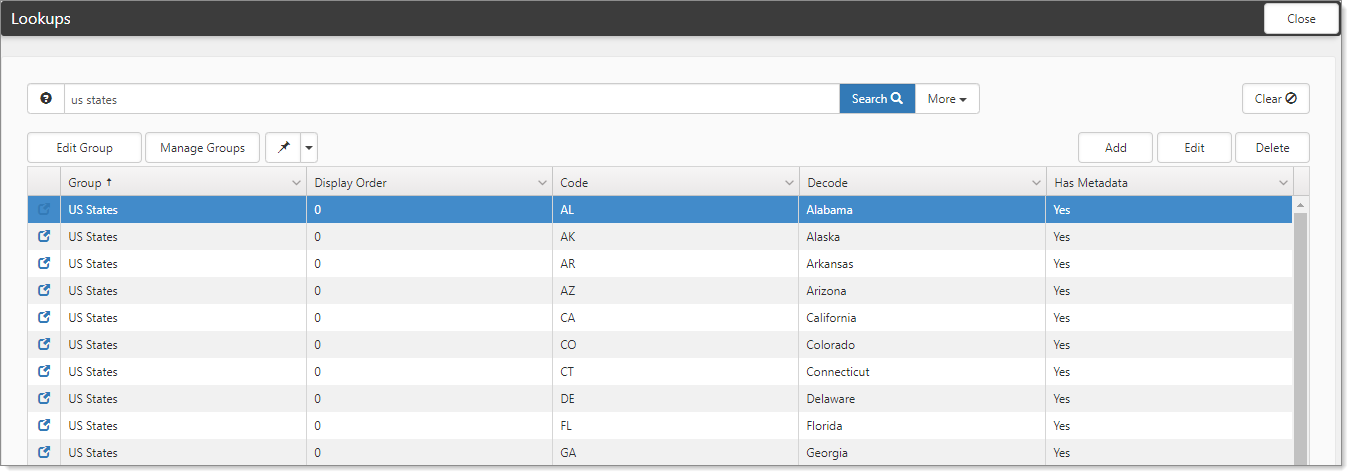 Lookups Close
us states Search More Clear
Edit Group Manage Groups Add Edit Delete
Group Display Order Code Decode Has Metadata
US States 0 AL Alabama Yes
US States 0 AK Alaska Yes
US States 0 AR Arkansas Yes
US States 0 AZ Arizona Yes
US States 0 CA California Yes
US States 0 CO Colorado Yes
US States 0 CT Connecticut Yes
US States 0 DE Delaware Yes
US States 0 FL Florida Yes
US States 0 GA Georgia Yes